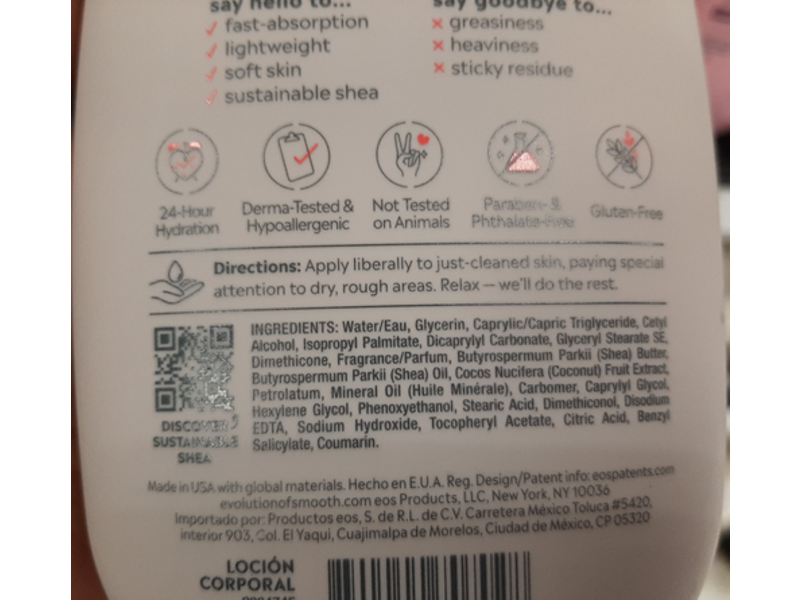 say hello to...
✓ fast-absorption
✓ lightweight
✓ soft skin
✓ sustainable shea
say goodbye to...
× greasiness
× heaviness
× sticky residue
24-Hour
Hydration
Derma-Tested &
Hypoallergenic
Not Tested
on Animals
Paraben- &
Phthalate-Free
Gluten-Free
Directions: Apply liberally to just-cleaned skin, paying special
attention to dry, rough areas. Relax — we'll do the rest.
DISCOVER
SUSTAINABLE
SHEA
INGREDIENTS: Water/Eau, Glycerin, Caprylic/Capric Triglyceride, Cetyl
Alcohol, Isopropyl Palmitate, Dicaprylyl Carbonate, Glyceryl Stearate SE,
Dimethicone, Fragrance/Parfum, Butyrospermum Parkii (Shea) Butter,
Butyrospermum Parkii (Shea) Oil, Cocos Nucifera (Coconut) Fruit Extract,
Petrolatum, Mineral Oil (Huile Minérale), Carbomer, Caprylyl Glycol,
Hexylene Glycol, Phenoxyethanol, Stearic Acid, Dimethiconol, Disodium
EDTA, Sodium Hydroxide, Tocopheryl Acetate, Citric Acid, Benzyl
Salicylate, Coumarin.
Made in USA with global materials. Hecho en E.U.A. Reg. Design/Patent info: eospatents.com
evolutionofsmooth.com eos Products, LLC, New York, NY 10036
Importado por: Productos eos, S. de R.L. de C.V. Carretera México Toluca #5420,
interior 903, Col. El Yaqui, Cuajimalpa de Morelos, Ciudad de México, CP 05320
LOCIÓN
CORPORAL